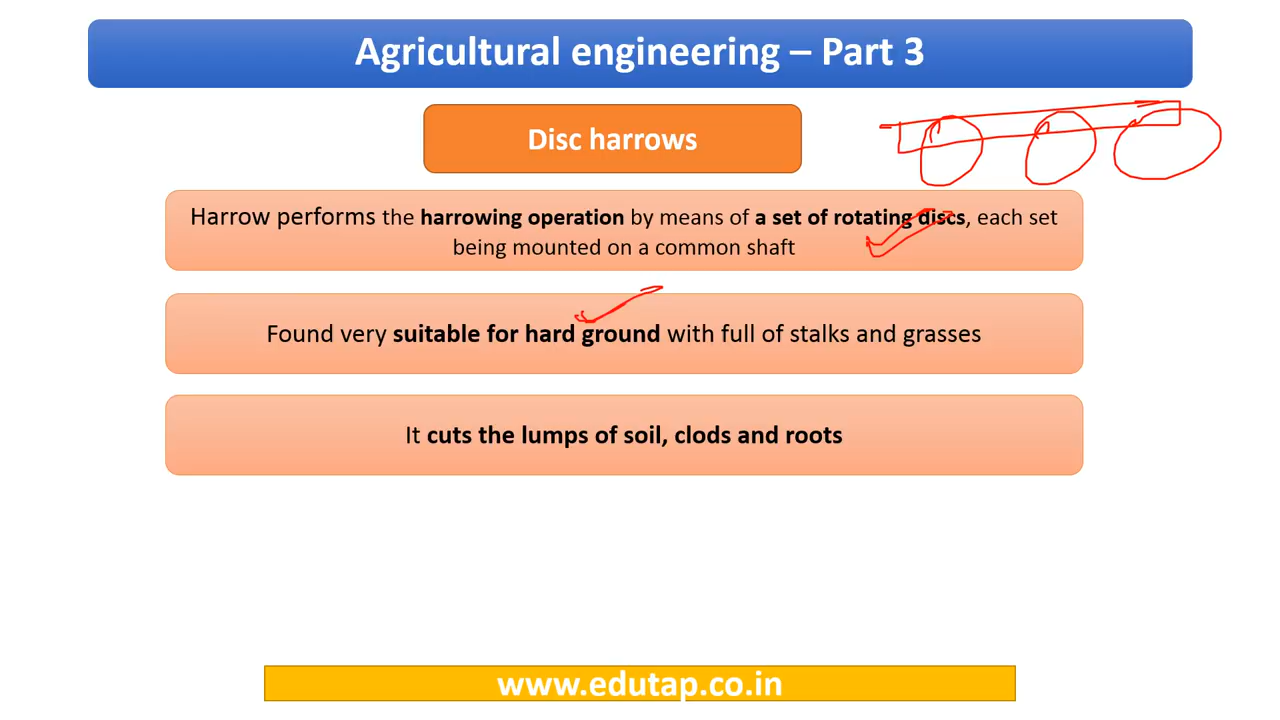 Agricultural engineering – Part 3
Disc harrows
Harrow performs the harrowing operation by means of a set of rotating discs, each set
being mounted on a common shaft
Found very suitable for hard ground with full of stalks and grasses
It cuts the lumps of soil, clods and roots
www.edutap.co.in